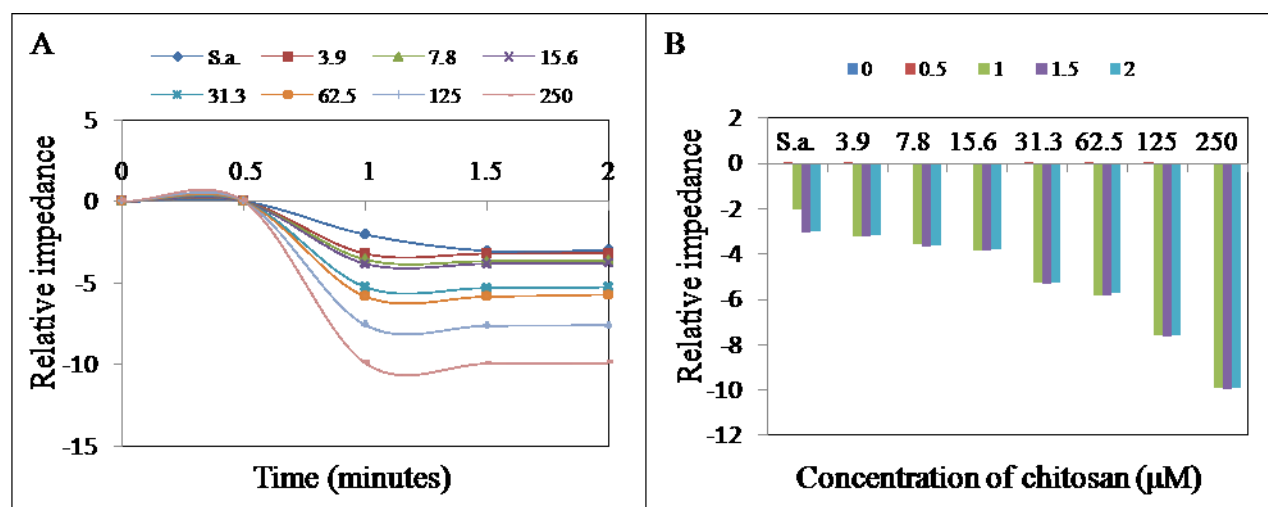 A
S.a. 3.9 7.8 15.6
31.3 62.5 125 250
5
0
-5
-10
-15
0 0.5 1 1.5 2
Relative impedance
Time (minutes)
B
0 0.5 1 1.5 2
2
0
-2
-4
-6
-8
-10
-12
S.a. 3.9 7.8 15.6 31.3 62.5 125 250
Relative impedance
Concentration of chitosan (µM)